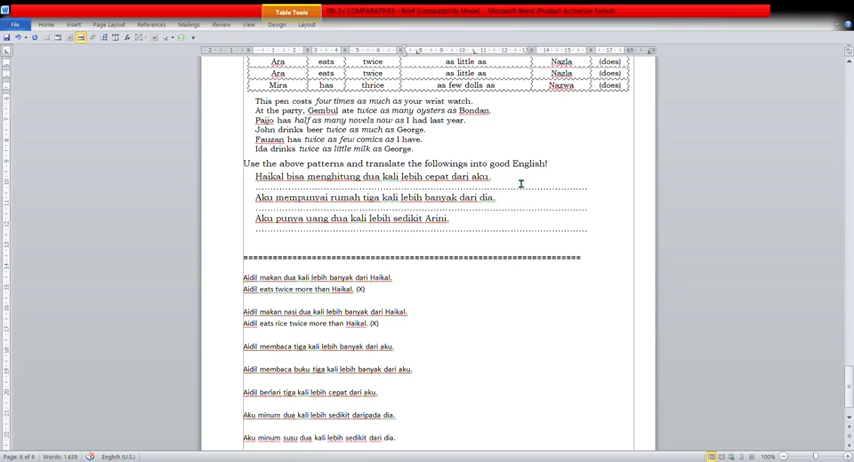 Table Tools
09t 2v COMPARATIVES - Brief [Compatibility Mode] - Microsoft Word (Product Activation Failed)
File Home Insert Page Layout References Mailings Review View Design Layout
Ara eats twice as little as Nazla (does)
Ara eats twice as little as Nazla (does)
Mira has thrice as few dolls as Nazwa (does)
This pen costs four times as much as your wrist watch.
At the party, Gembul ate twice as many oysters as Bondan.
Paijo has half as many novels now as I had last year.
John drinks beer twice as much as George.
Fauzan has twice as few comics as I have.
Ida drinks twice as little milk as George.
Use the above patterns and translate the followings into good English!
Haikal bisa menghitung dua kali lebih cepat dari aku.
Aku mempunyai rumah tiga kali lebih banyak dari dia.
Aku punya uang dua kali lebih sedikit Arini.
Aidil makan dua kali lebih banyak dari Haikal.
Aidil eats twice more than Haikal. (X)
Aidil makan nasi dua kali lebih banyak dari Haikal.
Aidil eats rice twice more than Haikal. (X)
Aidil membaca tiga kali lebih banyak dari aku.
Aidil membaca buku tiga kali lebih banyak dari aku.
Aidil berlari tiga kali lebih cepat dari aku.
Aku minum dua kali lebih sedikit daripada dia.
Aku minum susu dua kali lebih sedikit dari dia.
Page: 6 of 6 Words: 1.639 English (U.S.) 100%